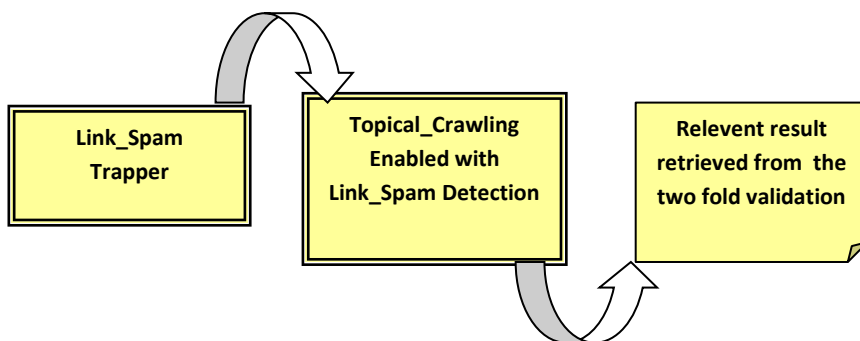 Link_Spam
Trapper
Topical_Crawling
Enabled with
Link_Spam Detection
Relevent result
retrieved from  the
two fold validation